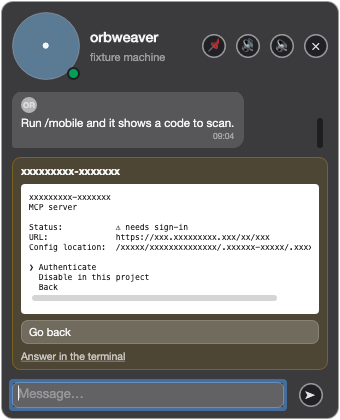 orbweaver
fixture machine
OR
Run /mobile and it shows a code to scan.
09:04
xxxxxxxxx-xxxxxxx
xxxxxxxxx-xxxxxxx
MCP server
Status: ⚠ needs sign-in
URL: https://xxx.xxxxxxxxx.xxx/xx/xxx
Config location: /xxxxx/xxxxxxxxxxxxxx/.xxxxxx-xxxxx/.xxx
❯ Authenticate
Disable in this project
Back
Go back
Answer in the terminal
Message…